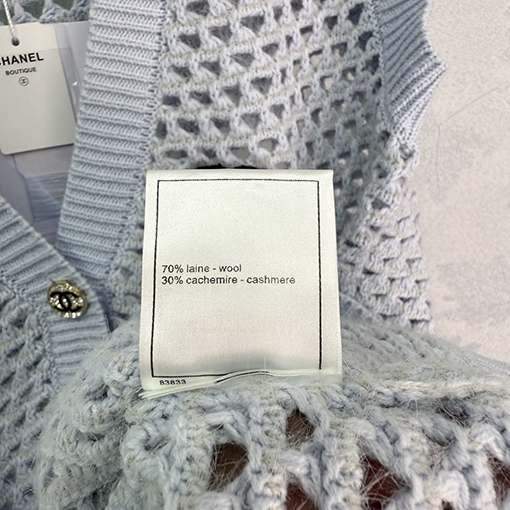 CHANEL
BOUTIQUE
70% laine - wool
30% cachemire - cashmere
83833